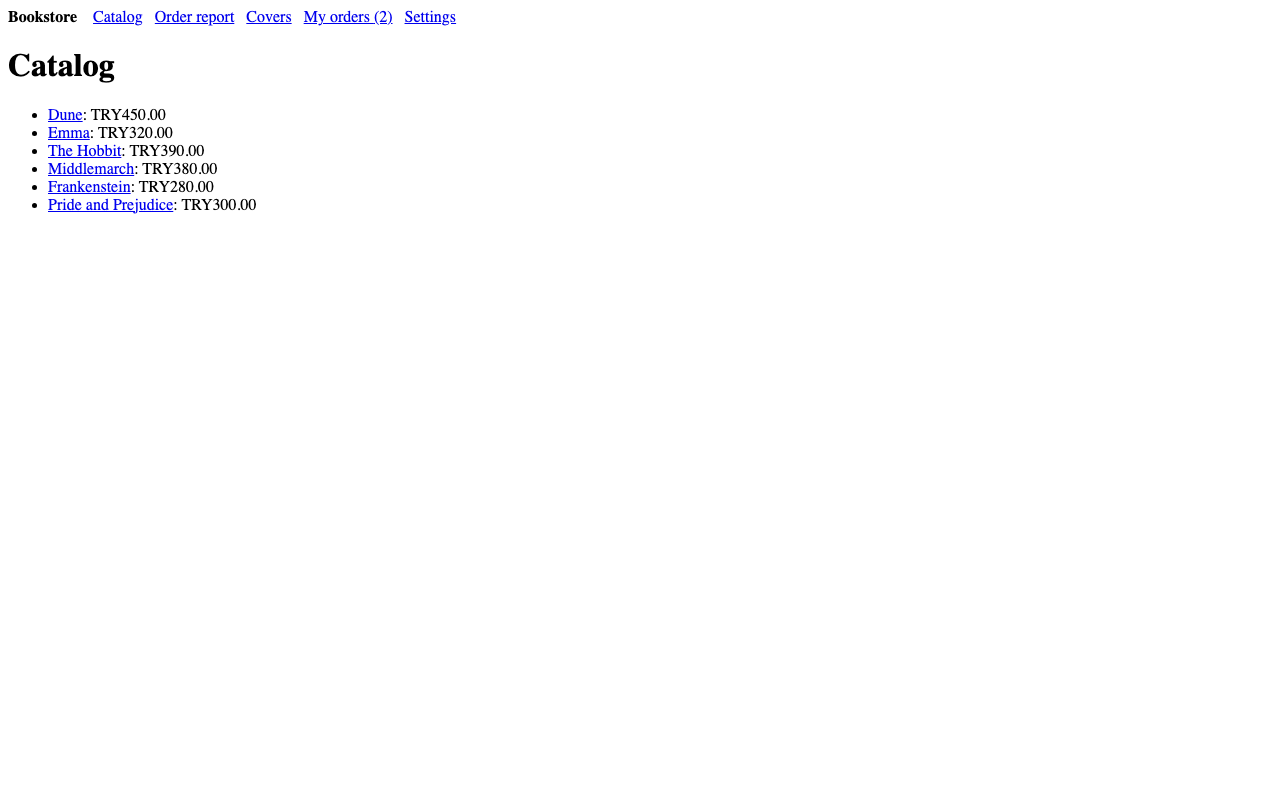 Bookstore Catalog Order report Covers My orders (2) Settings
Catalog
Dune: TRY450.00
Emma: TRY320.00
The Hobbit: TRY390.00
Middlemarch: TRY380.00
Frankenstein: TRY280.00
Pride and Prejudice: TRY300.00